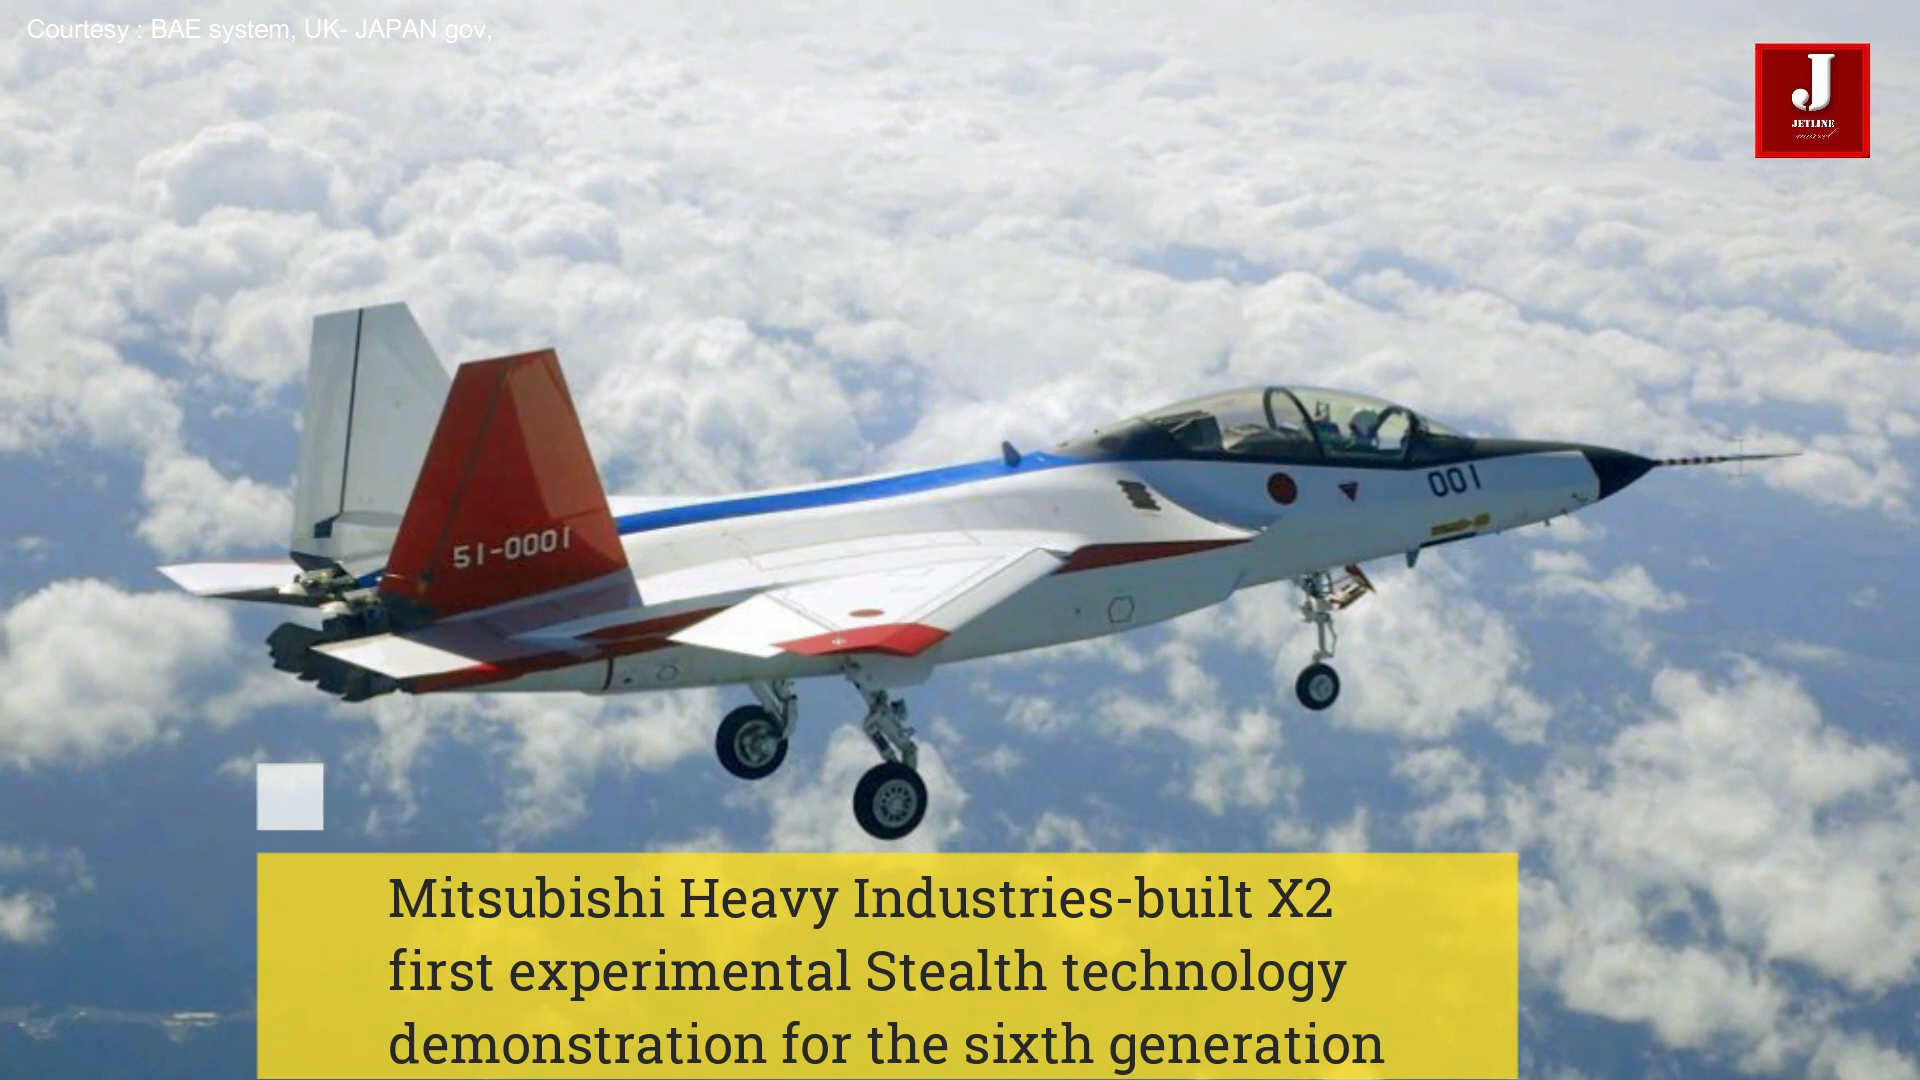 Courtesy : BAE system, UK- JAPAN gov,
J
JETLINE
marvel
001
51-0001
Mitsubishi Heavy Industries-built X2
first experimental Stealth technology
demonstration for the sixth generation